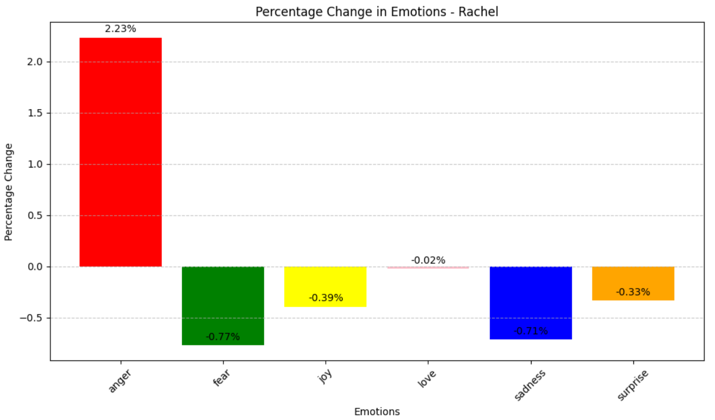 Percentage Change in Emotions - Rachel
2.23%
2.0
1.5
1.0
0.5
0.0
−0.5
Percentage Change
-0.77%
-0.39%
-0.02%
-0.71%
-0.33%
anger
fear
joy
love
sadness
surprise
Emotions